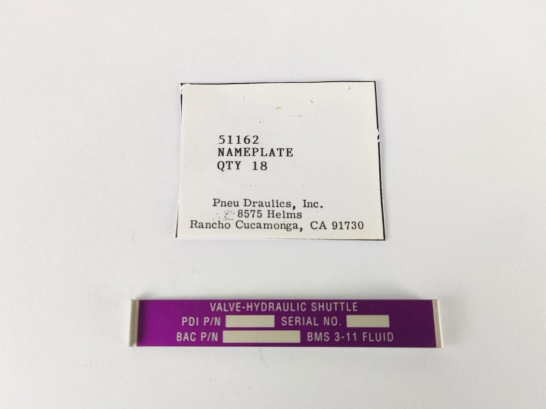 51162
NAMEPLATE
QTY 18
Pneu Draulics, Inc.
8575 Helms
Rancho Cucamonga, CA 91730
VALVE-HYDRAULIC SHUTTLE
PDI P/N SERIAL NO.
BAC P/N BMS 3-11 FLUID